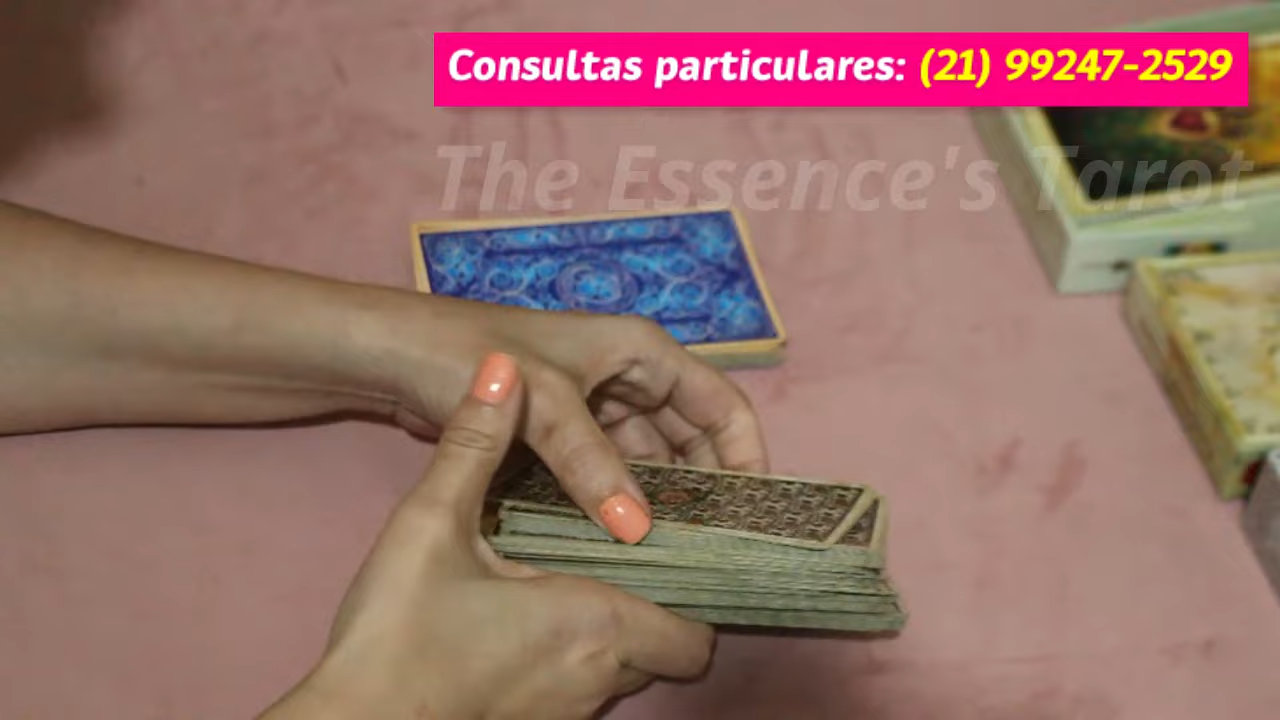 Consultas particulares: (21) 99247-2529
The Essence's Tarot